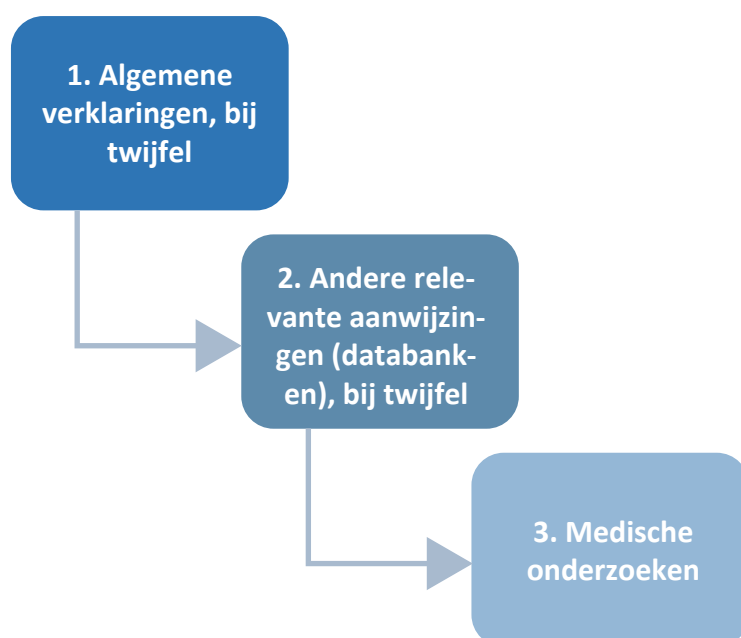 1. Algemene
verklaringen, bij
twijfel
2. Andere rele-
vante aanwijzin-
gen (databank-
en), bij twijfel
3. Medische
onderzoeken